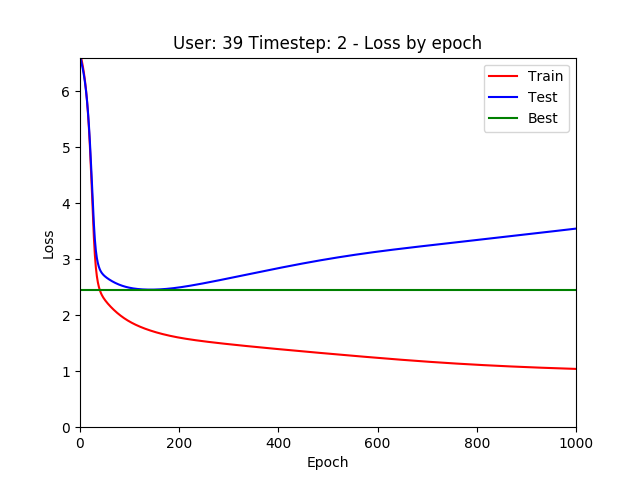 User: 39 Timestep: 2 - Loss by epoch
Train
Test
Best
6
5
4
3
2
1
0
Loss
0 200 400 600 800 1000
Epoch